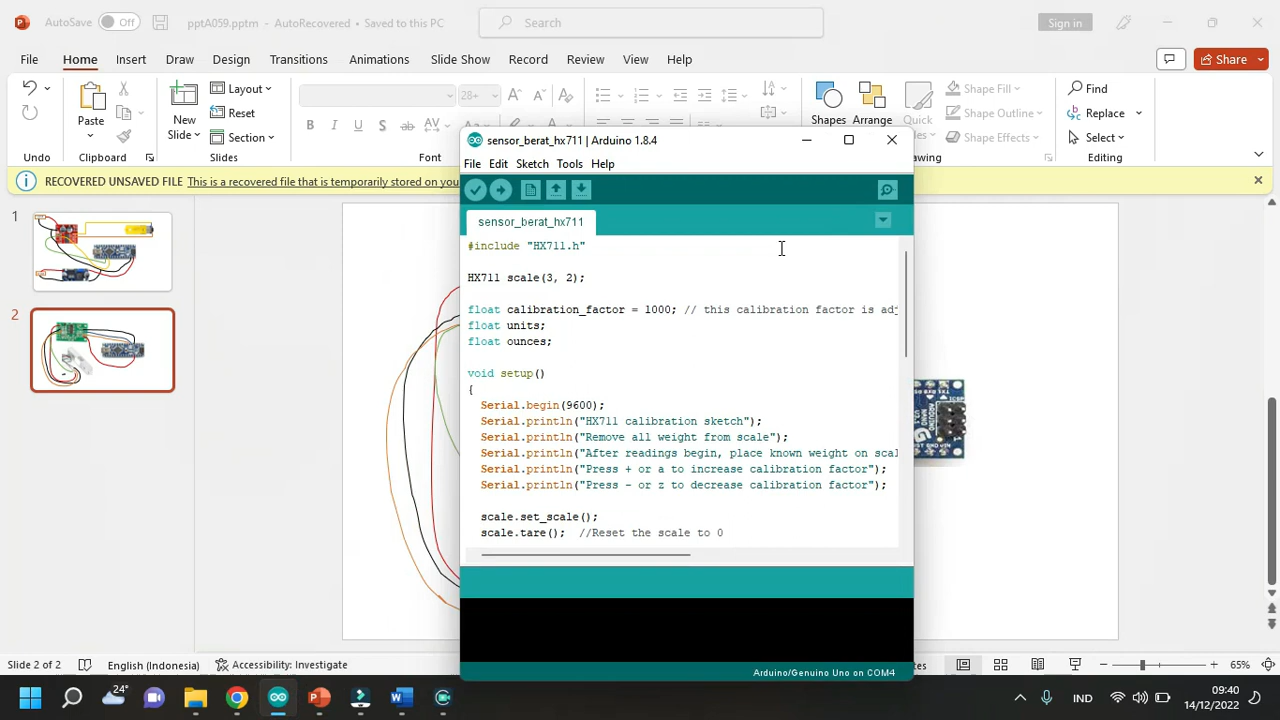 AutoSave Off pptA059.pptm - AutoRecovered • Saved to this PC Search Sign in
File Home Insert Draw Design Transitions Animations Slide Show Record Review View Help Share
Paste New Slide Layout Reset Section 28+ Shapes Arrange Shape Fill Shape Outline Shape Effects Find Replace Select
Undo Clipboard Slides Font Editing
RECOVERED UNSAVED FILE This is a recovered file that is temporarily stored on you
sensor_berat_hx711 | Arduino 1.8.4
File Edit Sketch Tools Help
sensor_berat_hx711
#include "HX711.h"
HX711 scale(3, 2);
float calibration_factor = 1000; // this calibration factor is adj
float units;
float ounces;
void setup()
{
Serial.begin(9600);
Serial.println("HX711 calibration sketch");
Serial.println("Remove all weight from scale");
Serial.println("After readings begin, place known weight on scal
Serial.println("Press + or a to increase calibration factor");
Serial.println("Press - or z to decrease calibration factor");
scale.set_scale();
scale.tare(); //Reset the scale to 0
Arduino/Genuino Uno on COM4
1
2
Slide 2 of 2 English (Indonesia) Accessibility: Investigate 65%
24° IND 09:40
14/12/2022